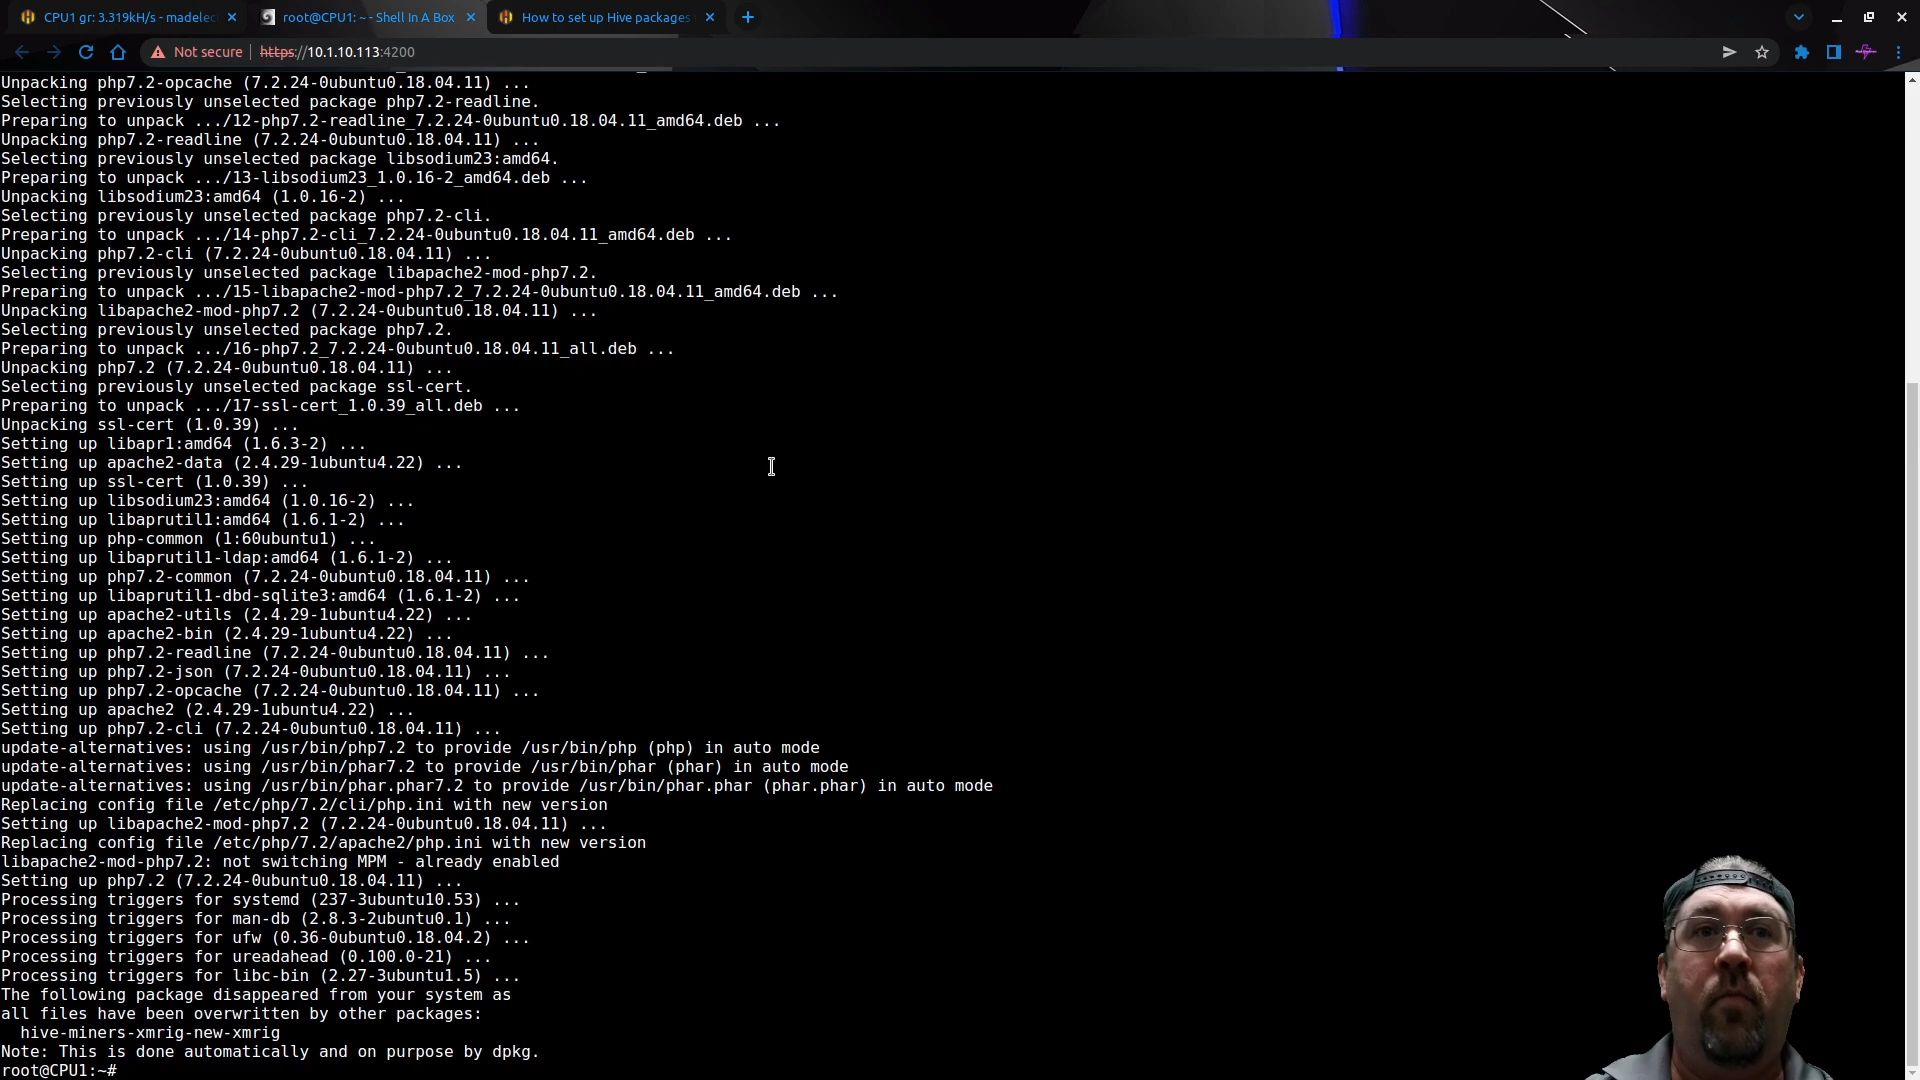 CPU1 gr: 3.319kH/s - madelec
root@CPU1: ~ - Shell In A Box
How to set up Hive packages
Not secure
https://10.1.10.113:4200
Unpacking php7.2-opcache (7.2.24-0ubuntu0.18.04.11) ...
Selecting previously unselected package php7.2-readline.
Preparing to unpack .../12-php7.2-readline_7.2.24-0ubuntu0.18.04.11_amd64.deb ...
Unpacking php7.2-readline (7.2.24-0ubuntu0.18.04.11) ...
Selecting previously unselected package libsodium23:amd64.
Preparing to unpack .../13-libsodium23_1.0.16-2_amd64.deb ...
Unpacking libsodium23:amd64 (1.0.16-2) ...
Selecting previously unselected package php7.2-cli.
Preparing to unpack .../14-php7.2-cli_7.2.24-0ubuntu0.18.04.11_amd64.deb ...
Unpacking php7.2-cli (7.2.24-0ubuntu0.18.04.11) ...
Selecting previously unselected package libapache2-mod-php7.2.
Preparing to unpack .../15-libapache2-mod-php7.2_7.2.24-0ubuntu0.18.04.11_amd64.deb ...
Unpacking libapache2-mod-php7.2 (7.2.24-0ubuntu0.18.04.11) ...
Selecting previously unselected package php7.2.
Preparing to unpack .../16-php7.2_7.2.24-0ubuntu0.18.04.11_all.deb ...
Unpacking php7.2 (7.2.24-0ubuntu0.18.04.11) ...
Selecting previously unselected package ssl-cert.
Preparing to unpack .../17-ssl-cert_1.0.39_all.deb ...
Unpacking ssl-cert (1.0.39) ...
Setting up libapr1:amd64 (1.6.3-2) ...
Setting up apache2-data (2.4.29-1ubuntu4.22) ...
Setting up ssl-cert (1.0.39) ...
Setting up libsodium23:amd64 (1.0.16-2) ...
Setting up libaprutil1:amd64 (1.6.1-2) ...
Setting up php-common (1:60ubuntu1) ...
Setting up libaprutil1-ldap:amd64 (1.6.1-2) ...
Setting up php7.2-common (7.2.24-0ubuntu0.18.04.11) ...
Setting up libaprutil1-dbd-sqlite3:amd64 (1.6.1-2) ...
Setting up apache2-utils (2.4.29-1ubuntu4.22) ...
Setting up apache2-bin (2.4.29-1ubuntu4.22) ...
Setting up php7.2-readline (7.2.24-0ubuntu0.18.04.11) ...
Setting up php7.2-json (7.2.24-0ubuntu0.18.04.11) ...
Setting up php7.2-opcache (7.2.24-0ubuntu0.18.04.11) ...
Setting up apache2 (2.4.29-1ubuntu4.22) ...
Setting up php7.2-cli (7.2.24-0ubuntu0.18.04.11) ...
update-alternatives: using /usr/bin/php7.2 to provide /usr/bin/php (php) in auto mode
update-alternatives: using /usr/bin/phar7.2 to provide /usr/bin/phar (phar) in auto mode
update-alternatives: using /usr/bin/phar.phar7.2 to provide /usr/bin/phar.phar (phar.phar) in auto mode
Replacing config file /etc/php/7.2/cli/php.ini with new version
Setting up libapache2-mod-php7.2 (7.2.24-0ubuntu0.18.04.11) ...
Replacing config file /etc/php/7.2/apache2/php.ini with new version
libapache2-mod-php7.2: not switching MPM - already enabled
Setting up php7.2 (7.2.24-0ubuntu0.18.04.11) ...
Processing triggers for systemd (237-3ubuntu10.53) ...
Processing triggers for man-db (2.8.3-2ubuntu0.1) ...
Processing triggers for ufw (0.36-0ubuntu0.18.04.2) ...
Processing triggers for ureadahead (0.100.0-21) ...
Processing triggers for libc-bin (2.27-3ubuntu1.5) ...
The following package disappeared from your system as
all files have been overwritten by other packages:
hive-miners-xmrig-new-xmrig
Note: This is done automatically and on purpose by dpkg.
root@CPU1:~#